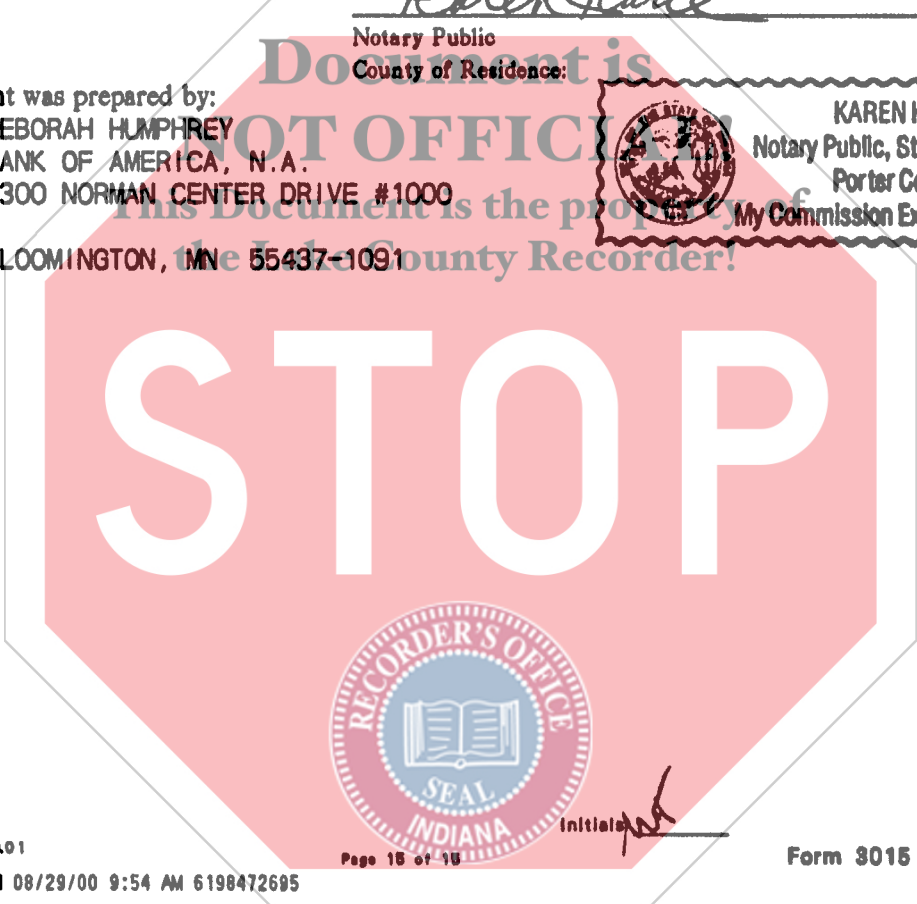 Notary Public
County of Residence:
nt was prepared by:
EBORAH HUMPHREY
ANK OF AMERICA, N.A.
300 NORMAN CENTER DRIVE #1000
LOOMINGTON, MN 55437-1091
KAREN
Notary Public, St
Porter Co
My Commission Ex
Document is
NOT OFFICIAL!
This Document is the property of
the Lake County Recorder!
STOP
RECORDER'S OFFICE
SEAL
INDIANA
Initials
.01
Page 15 of
Form 3015
08/29/00 9:54 AM 6198472695